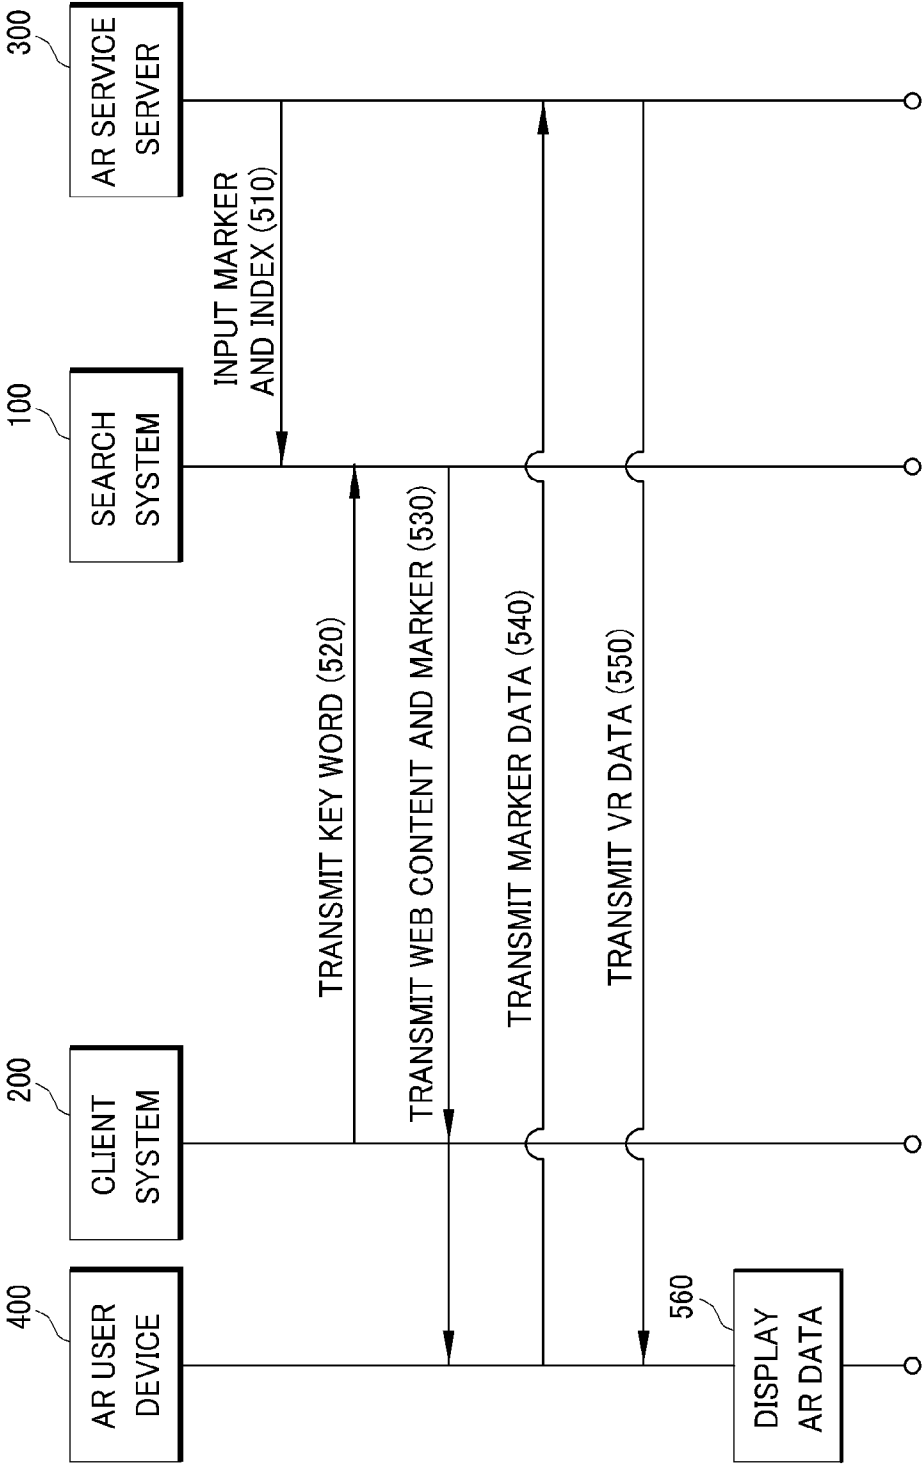 400
200
100
300
AR USER
DEVICE
CLIENT
SYSTEM
SEARCH
SYSTEM
AR SERVICE
SERVER
INPUT MARKER
AND INDEX (510)
TRANSMIT KEY WORD (520)
TRANSMIT WEB CONTENT AND MARKER (530)
TRANSMIT MARKER DATA (540)
TRANSMIT VR DATA (550)
560
DISPLAY
AR DATA